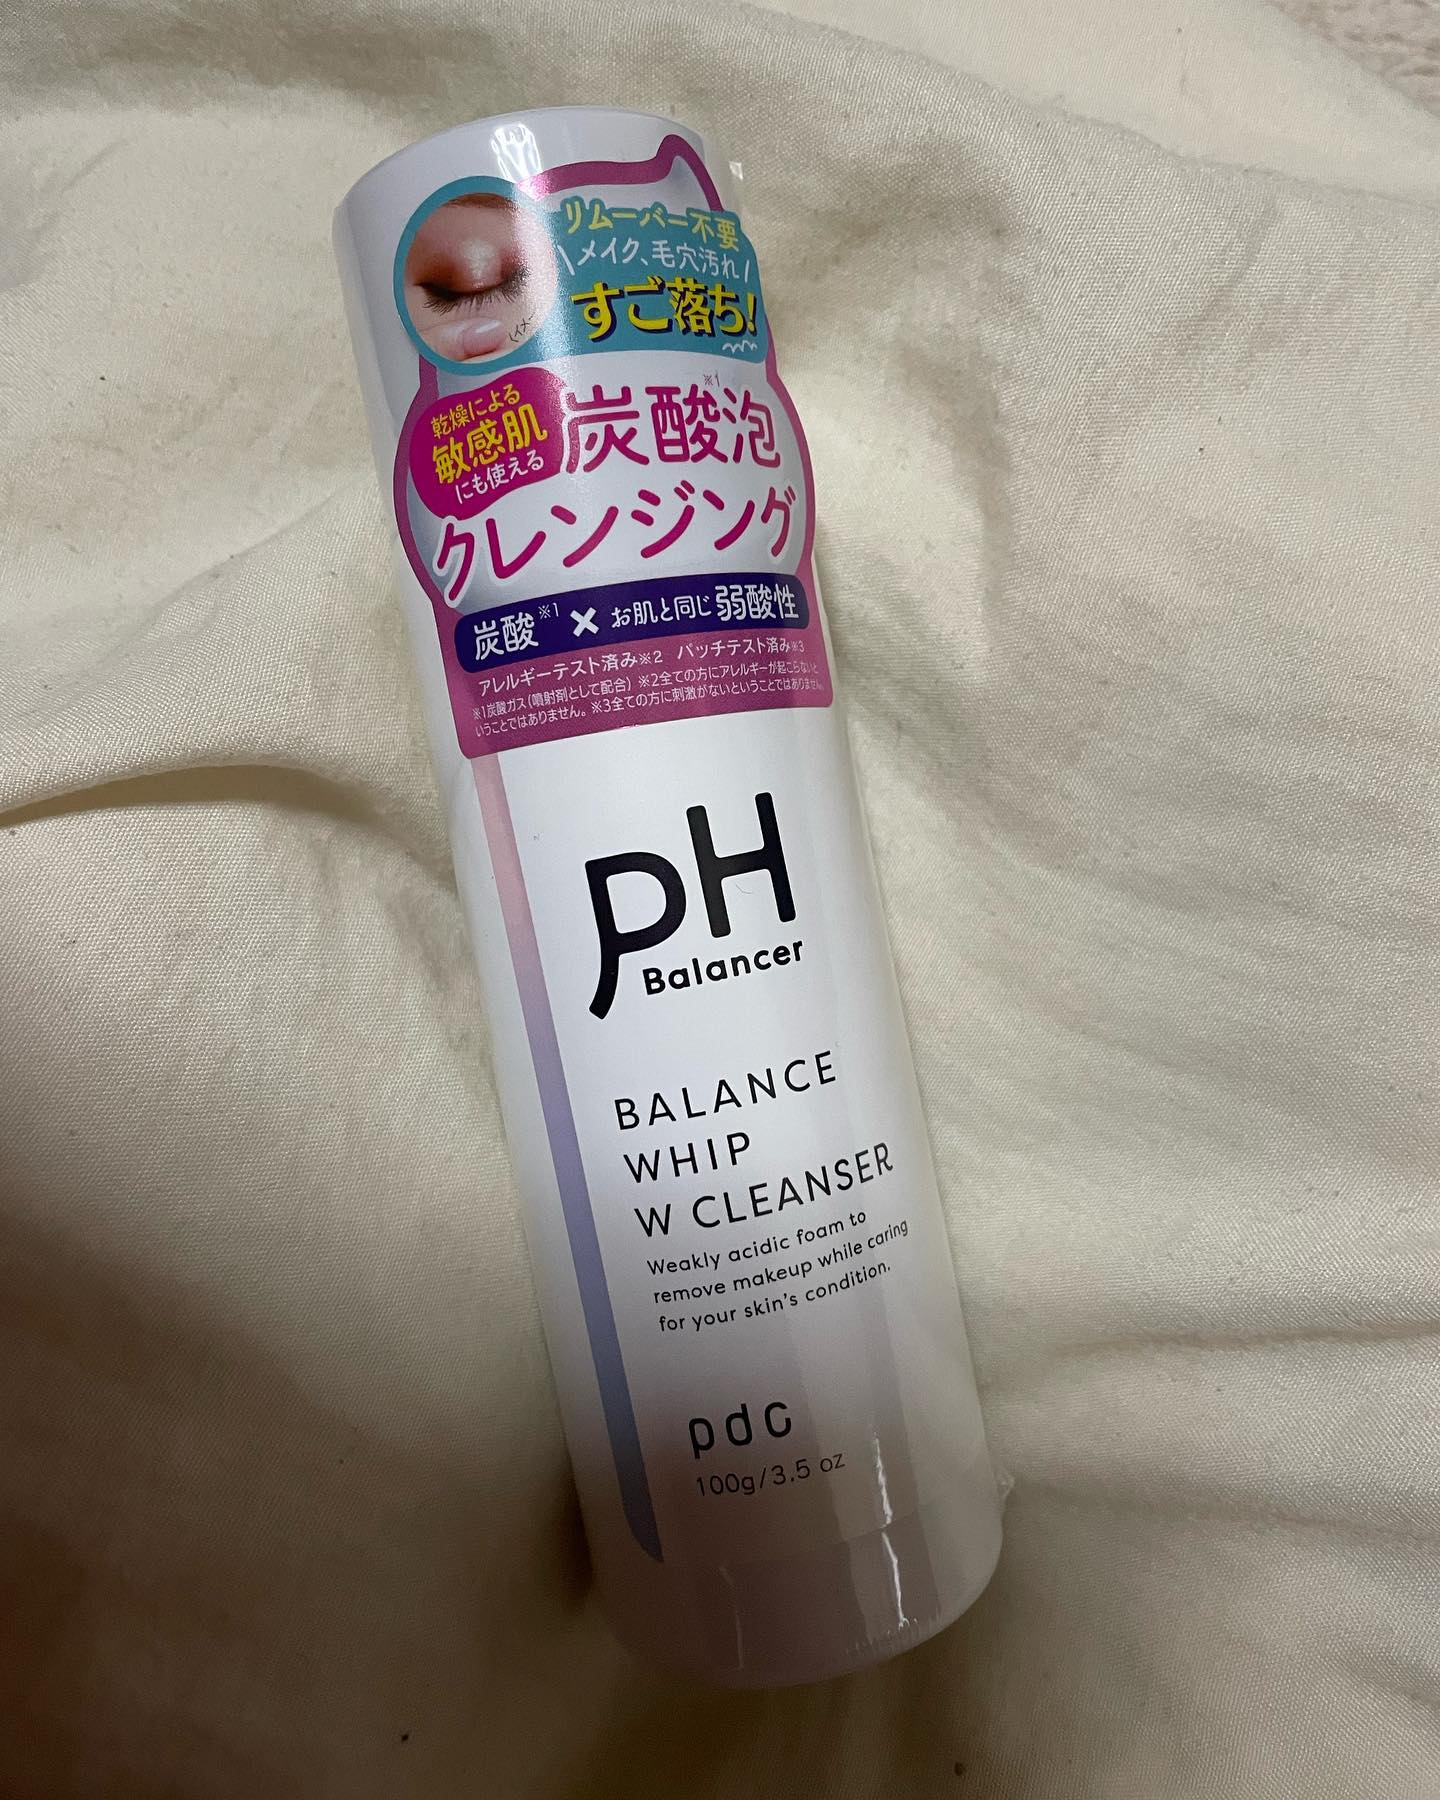 リムーバー不要
\メイク、毛穴汚れ/
すご落ち!
乾燥による
敏感肌
にも使える
炭酸泡※1
クレンジング
炭酸※1 × お肌と同じ弱酸性
アレルギーテスト済み※2 パッチテスト済み※3
※1炭酸ガス(噴射剤として配合) ※2全ての方にアレルギーが起こらないと
いうことではありません。※3全ての方に刺激がないということではありません。
pH
Balancer
BALANCE
WHIP
W CLEANSER
Weakly acidic foam to
remove makeup while caring
for your skin's condition.
pdc
100g/3.5 oz